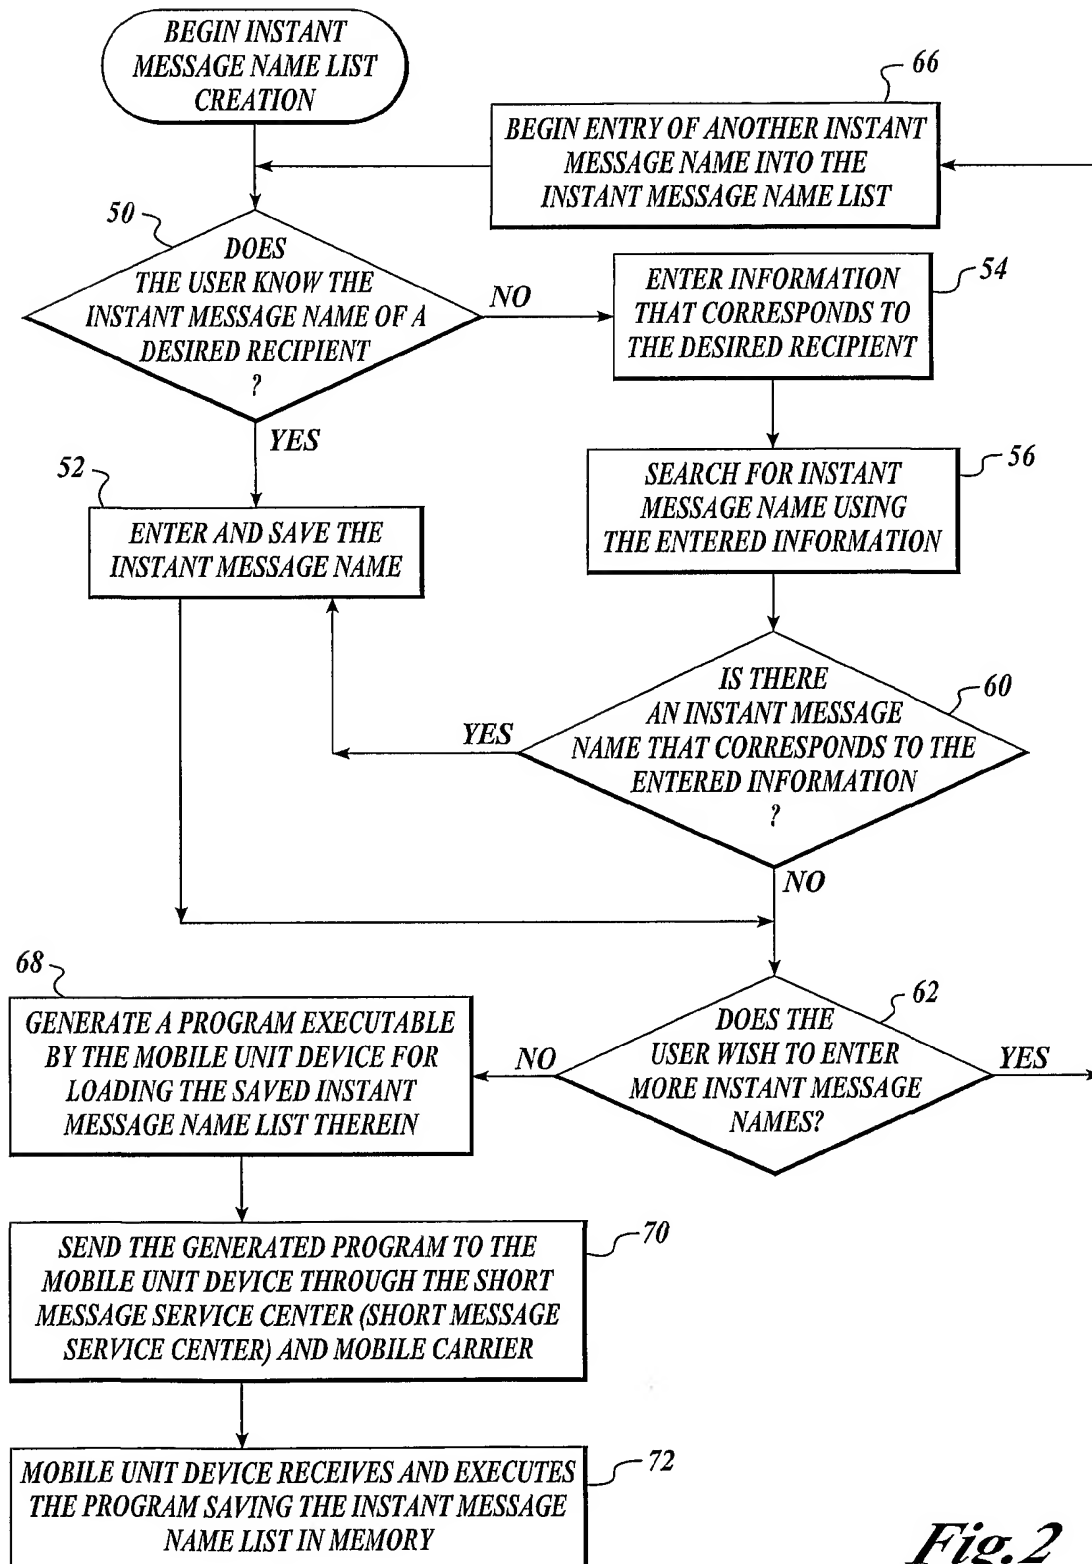 BEGIN INSTANT
MESSAGE NAME LIST
CREATION
66
BEGIN ENTRY OF ANOTHER INSTANT
MESSAGE NAME INTO THE
INSTANT MESSAGE NAME LIST
50
DOES
THE USER KNOW THE
INSTANT MESSAGE NAME OF A
DESIRED RECIPIENT
?
NO
YES
54
ENTER INFORMATION
THAT CORRESPONDS TO
THE DESIRED RECIPIENT
52
ENTER AND SAVE THE
INSTANT MESSAGE NAME
56
SEARCH FOR INSTANT
MESSAGE NAME USING
THE ENTERED INFORMATION
60
IS THERE
AN INSTANT MESSAGE
NAME THAT CORRESPONDS TO THE
ENTERED INFORMATION
?
YES
NO
62
DOES THE
USER WISH TO ENTER
MORE INSTANT MESSAGE
NAMES?
NO
YES
68
GENERATE A PROGRAM EXECUTABLE
BY THE MOBILE UNIT DEVICE FOR
LOADING THE SAVED INSTANT
MESSAGE NAME LIST THEREIN
70
SEND THE GENERATED PROGRAM TO THE
MOBILE UNIT DEVICE THROUGH THE SHORT
MESSAGE SERVICE CENTER (SHORT MESSAGE
SERVICE CENTER) AND MOBILE CARRIER
72
MOBILE UNIT DEVICE RECEIVES AND EXECUTES
THE PROGRAM SAVING THE INSTANT MESSAGE
NAME LIST IN MEMORY
Fig.2